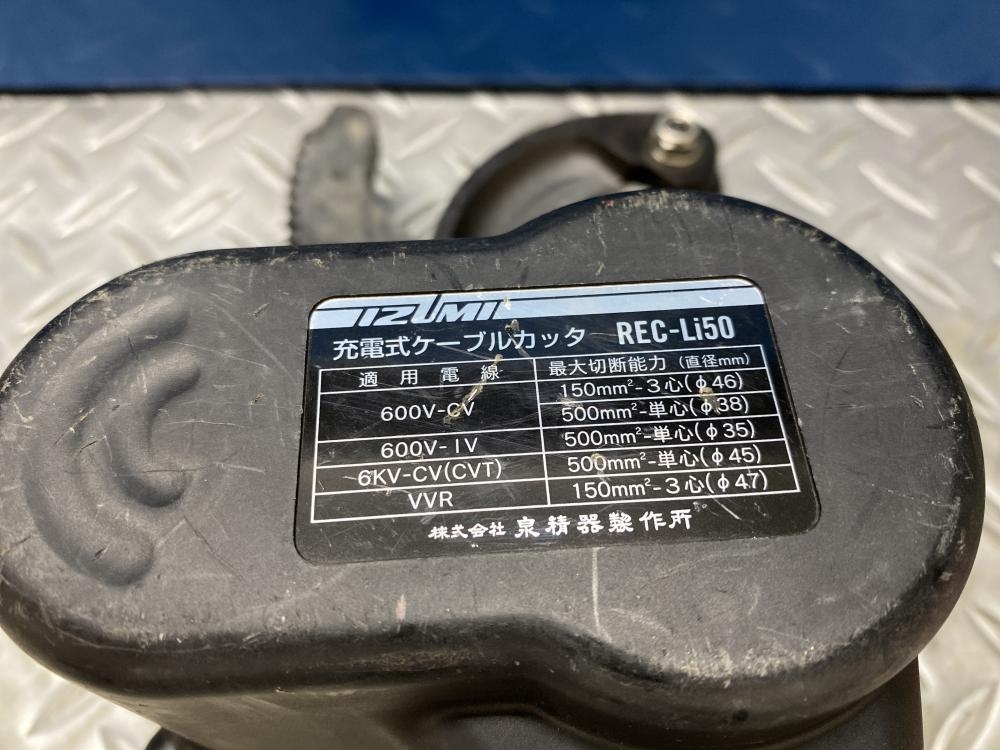 IZUMI
充電式ケーブルカッタ REC-Li50
適用電線 最大切断能力 (直径mm)
600V-CV 150mm²-3心(φ46)
500mm²-単心(φ38)
600V-IV 500mm²-単心(φ35)
6KV-CV(CVT) 500mm²-単心(φ45)
VVR 150mm²-3心(φ47)
株式会社 泉精器製作所